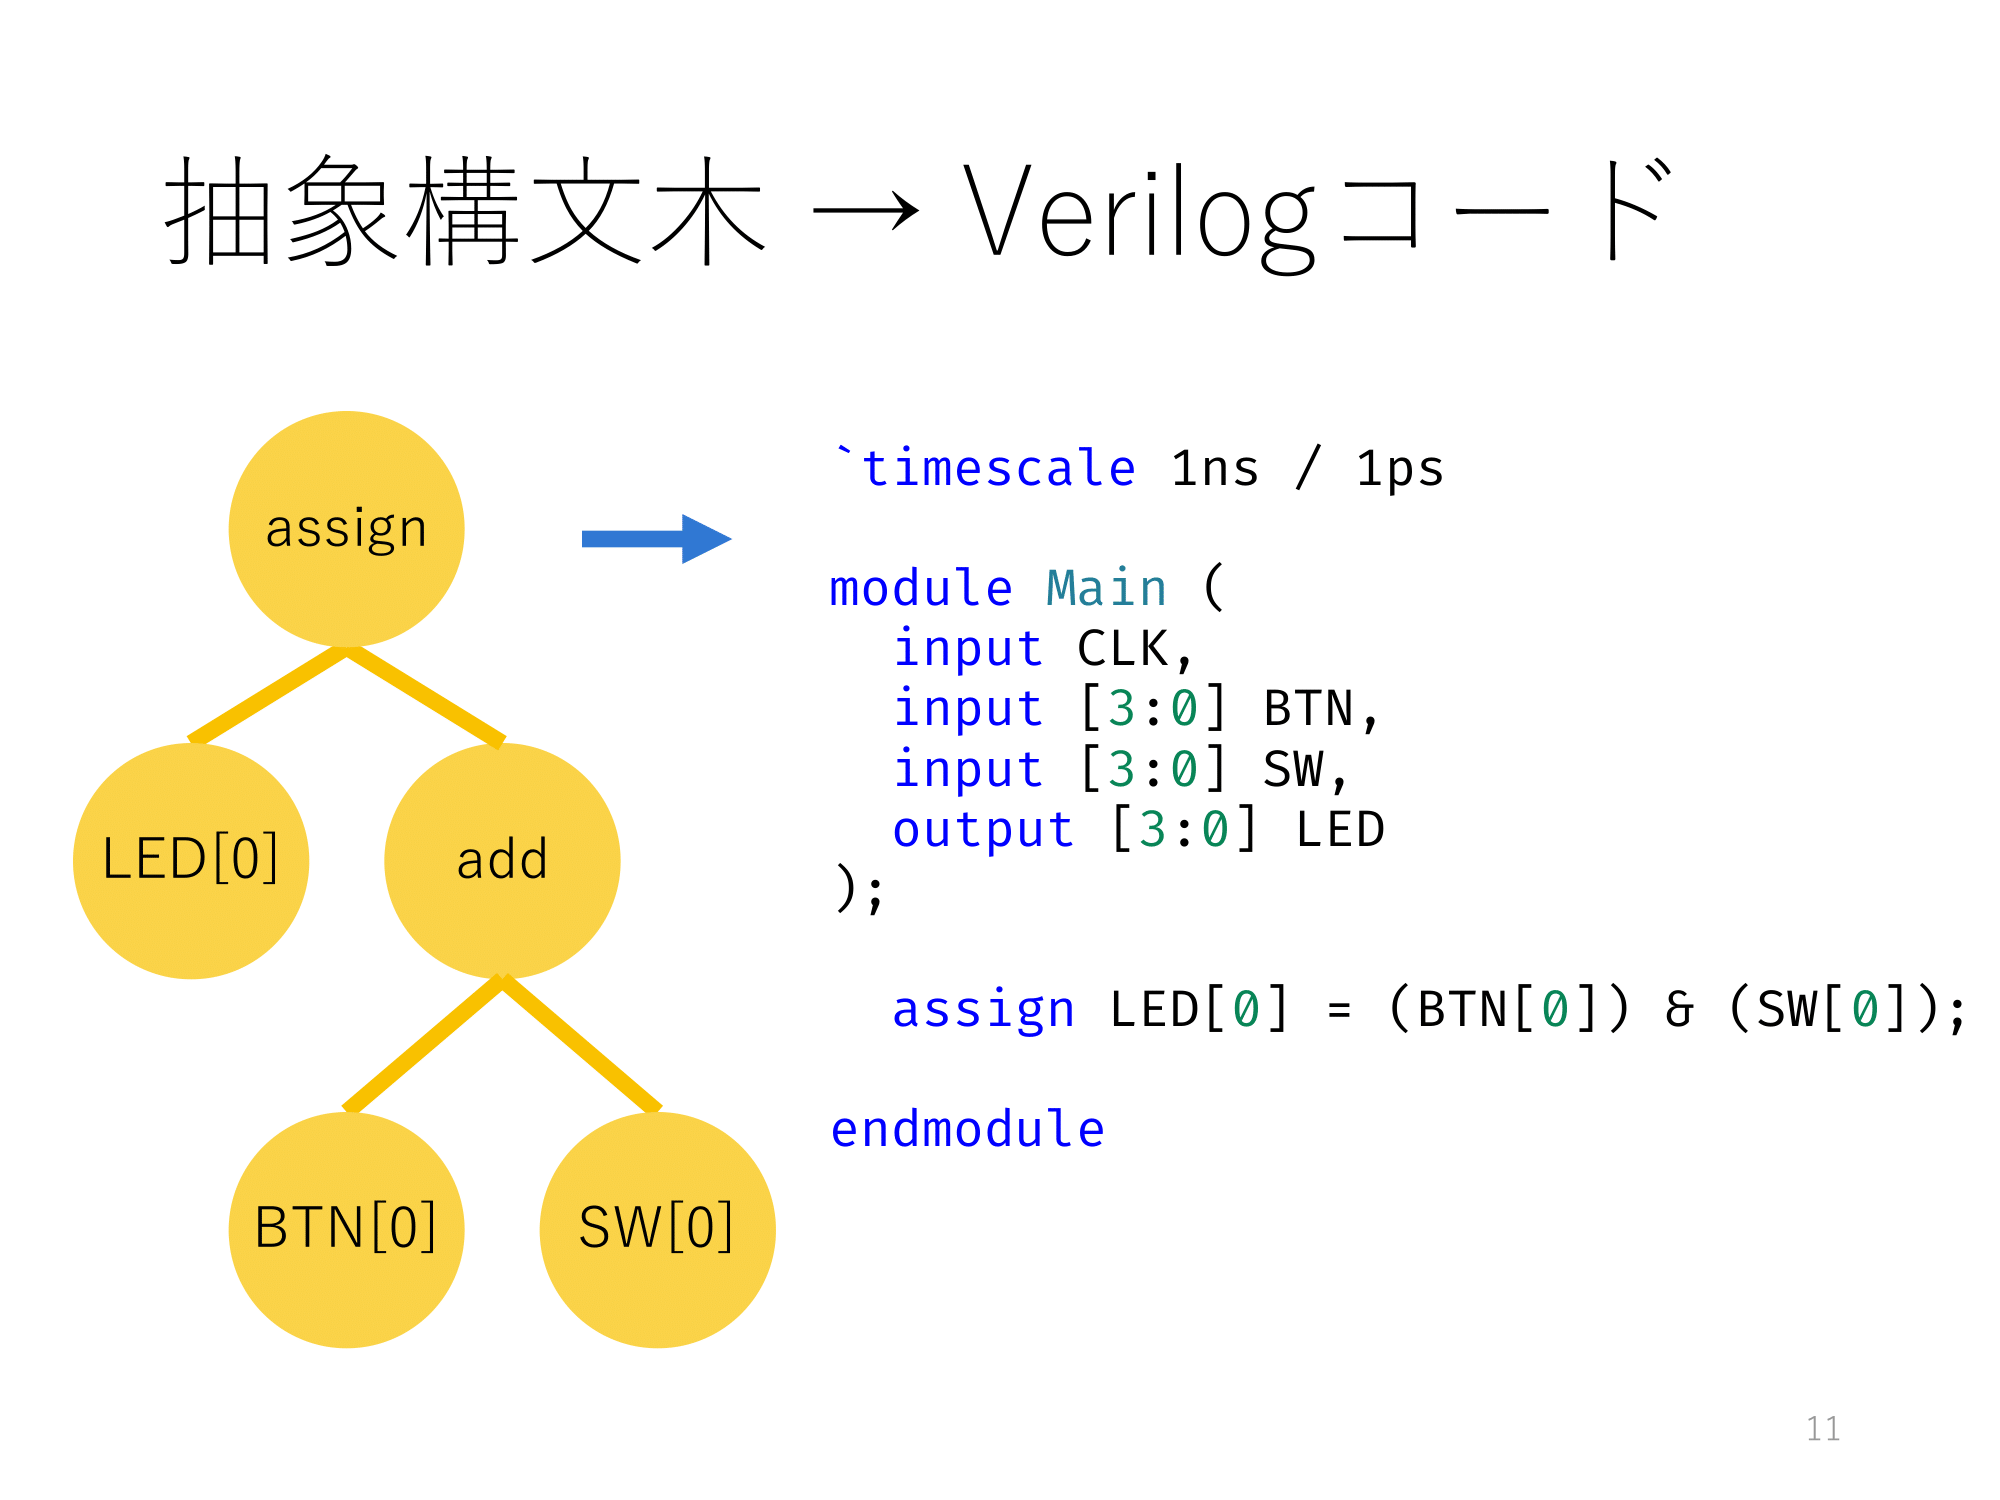 抽象構文木 → Verilogコード
assign
LED[0]
add
BTN[0]
SW[0]
`timescale 1ns / 1ps
module Main (
  input CLK,
  input [3:0] BTN,
  input [3:0] SW,
  output [3:0] LED
);
  assign LED[0] = (BTN[0]) & (SW[0]);
endmodule
11